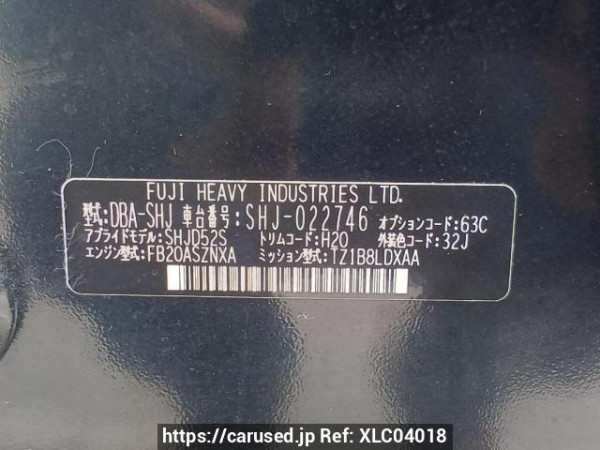 FUJI HEAVY INDUSTRIES LTD.
型式:DBA-SHJ 車台番号:SHJ-022746 オプションコード:63C
アプライドモデル:SHJD52S トリムコード:H20 外装色コード:32J
エンジン型式:FB20ASZNXA ミッション型式:TZ1B8LDXAA
https://carused.jp Ref: XLC04018